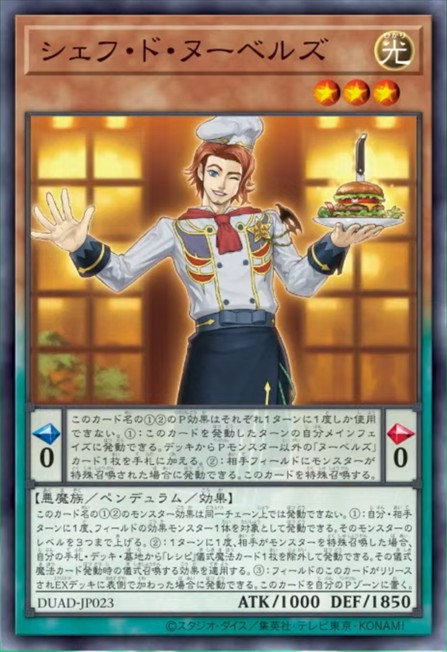 シェフ・ド・ヌーベルズ
光
このカード名の①②のP効果はそれぞれ1ターンに1度しか使用
できない。①：このカードを発動したターンの自分メインフェ
イズに発動できる。デッキからPモンスター以外の「ヌーベルズ」
カード1枚を手札に加える。②：相手フィールドにモンスターが
特殊召喚された場合に発動できる。このカードを特殊召喚する。
0
0
【悪魔族／ペンデュラム／効果】
このカード名の①②のモンスター効果は同一チェーン上では発動できない。①：自分・相手
ターンに1度、フィールドの効果モンスター1体を対象として発動できる。そのモンスターの
レベルを3つまで上げる。②：1ターンに1度、相手がモンスターを特殊召喚した場合、
自分の手札・デッキ・墓地から「レシピ」儀式魔法カード1枚を除外して発動できる。その儀式
魔法カード発動時の儀式召喚する効果を適用する。③：フィールドのこのカードがリリース
されEXデッキに表側で加わった場合に発動できる。このカードを自分のPゾーンに置く。
DUAD-JP023
ATK/1000
DEF/1850
©スタジオ・ダイス／集英社・テレビ東京・KONAMI